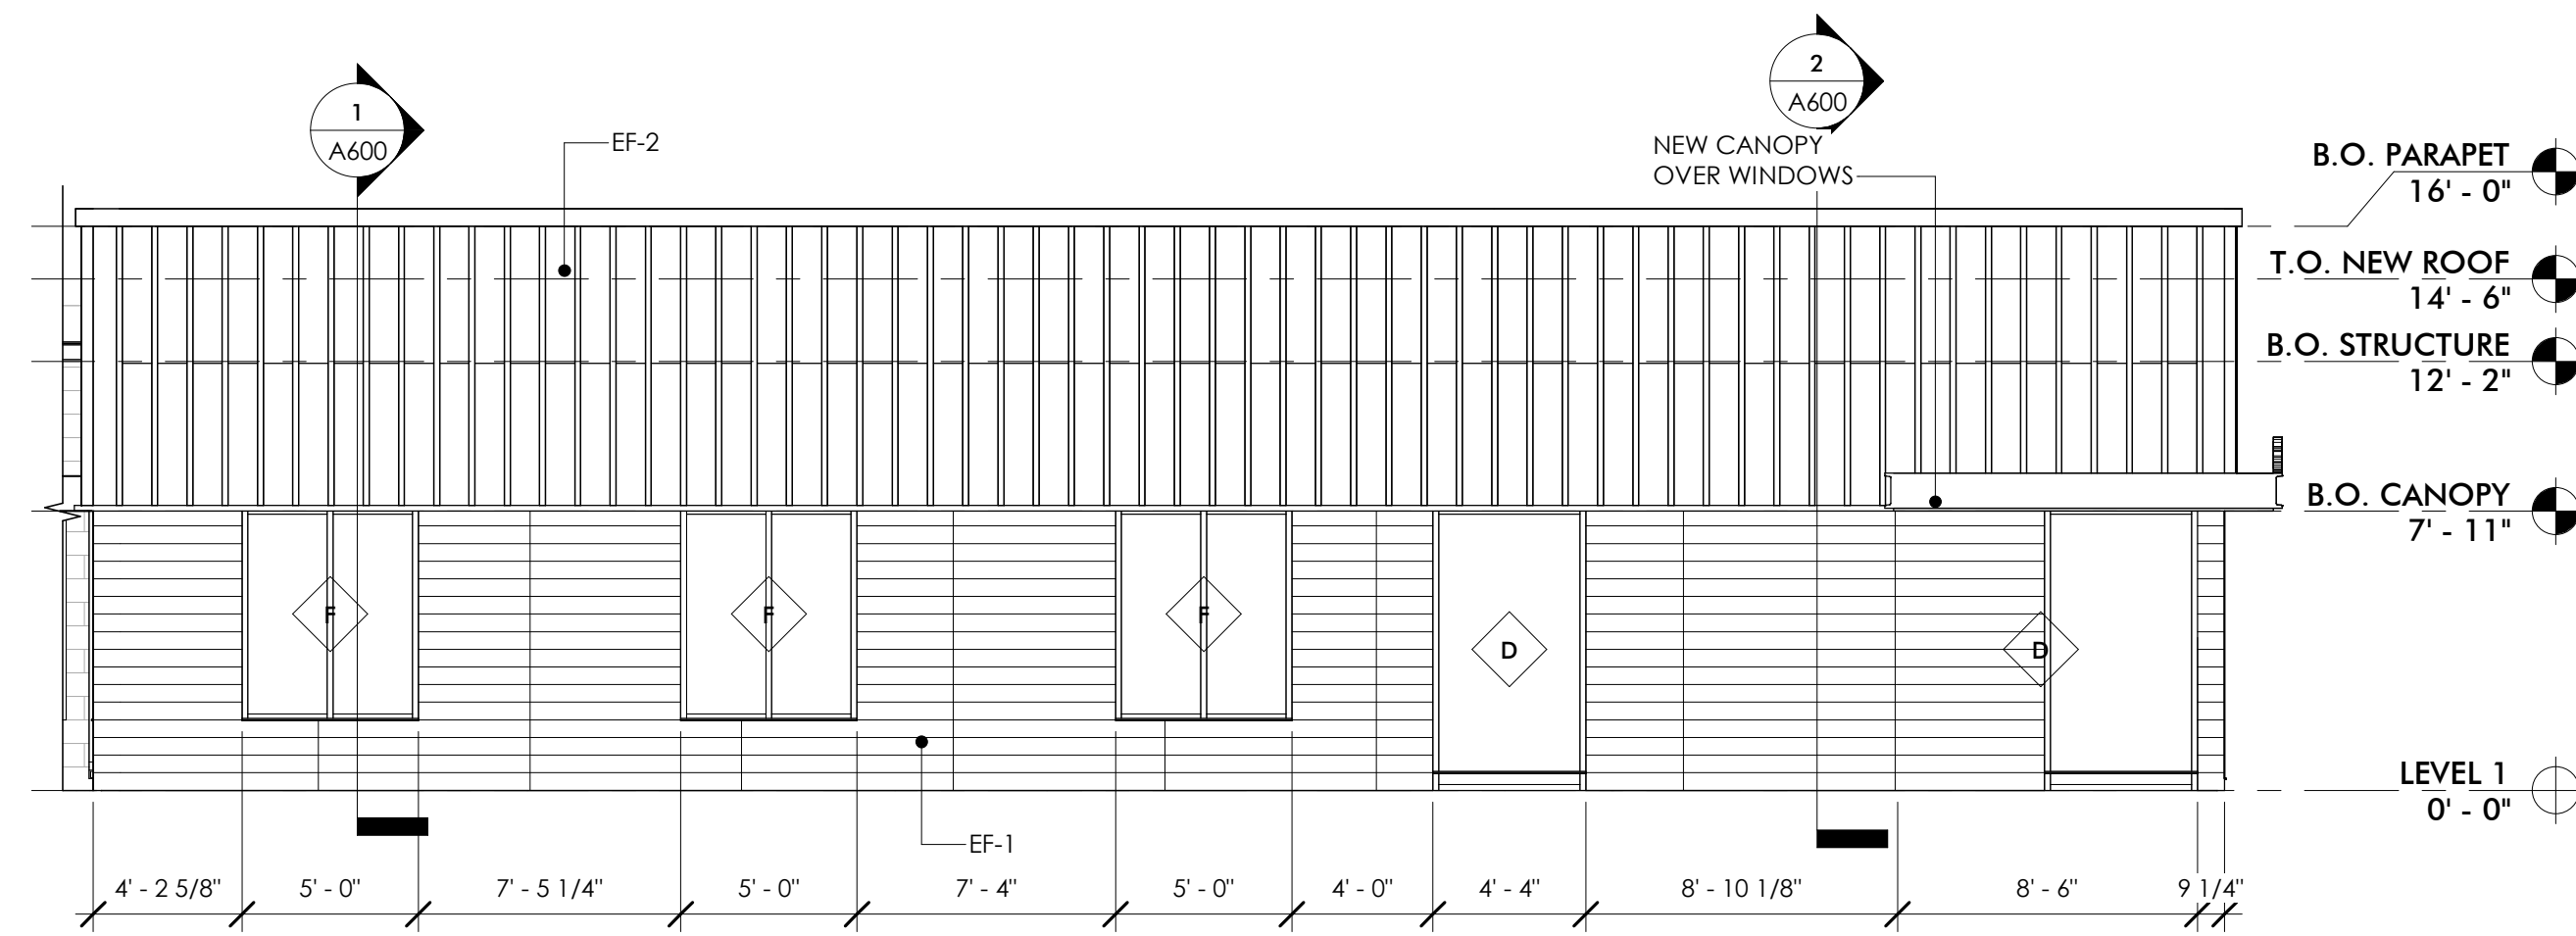 1
A600
2
A600
EF-2
NEW CANOPY
OVER WINDOWS
B.O. PARAPET
16' - 0"
T.O. NEW ROOF
14' - 6"
B.O. STRUCTURE
12' - 2"
B.O. CANOPY
7' - 11"
F
F
F
D
D
LEVEL 1
0' - 0"
EF-1
4' - 2 5/8"
5' - 0"
7' - 5 1/4"
5' - 0"
7' - 4"
5' - 0"
4' - 0"
4' - 4"
8' - 10 1/8"
8' - 6"
9 1/4"